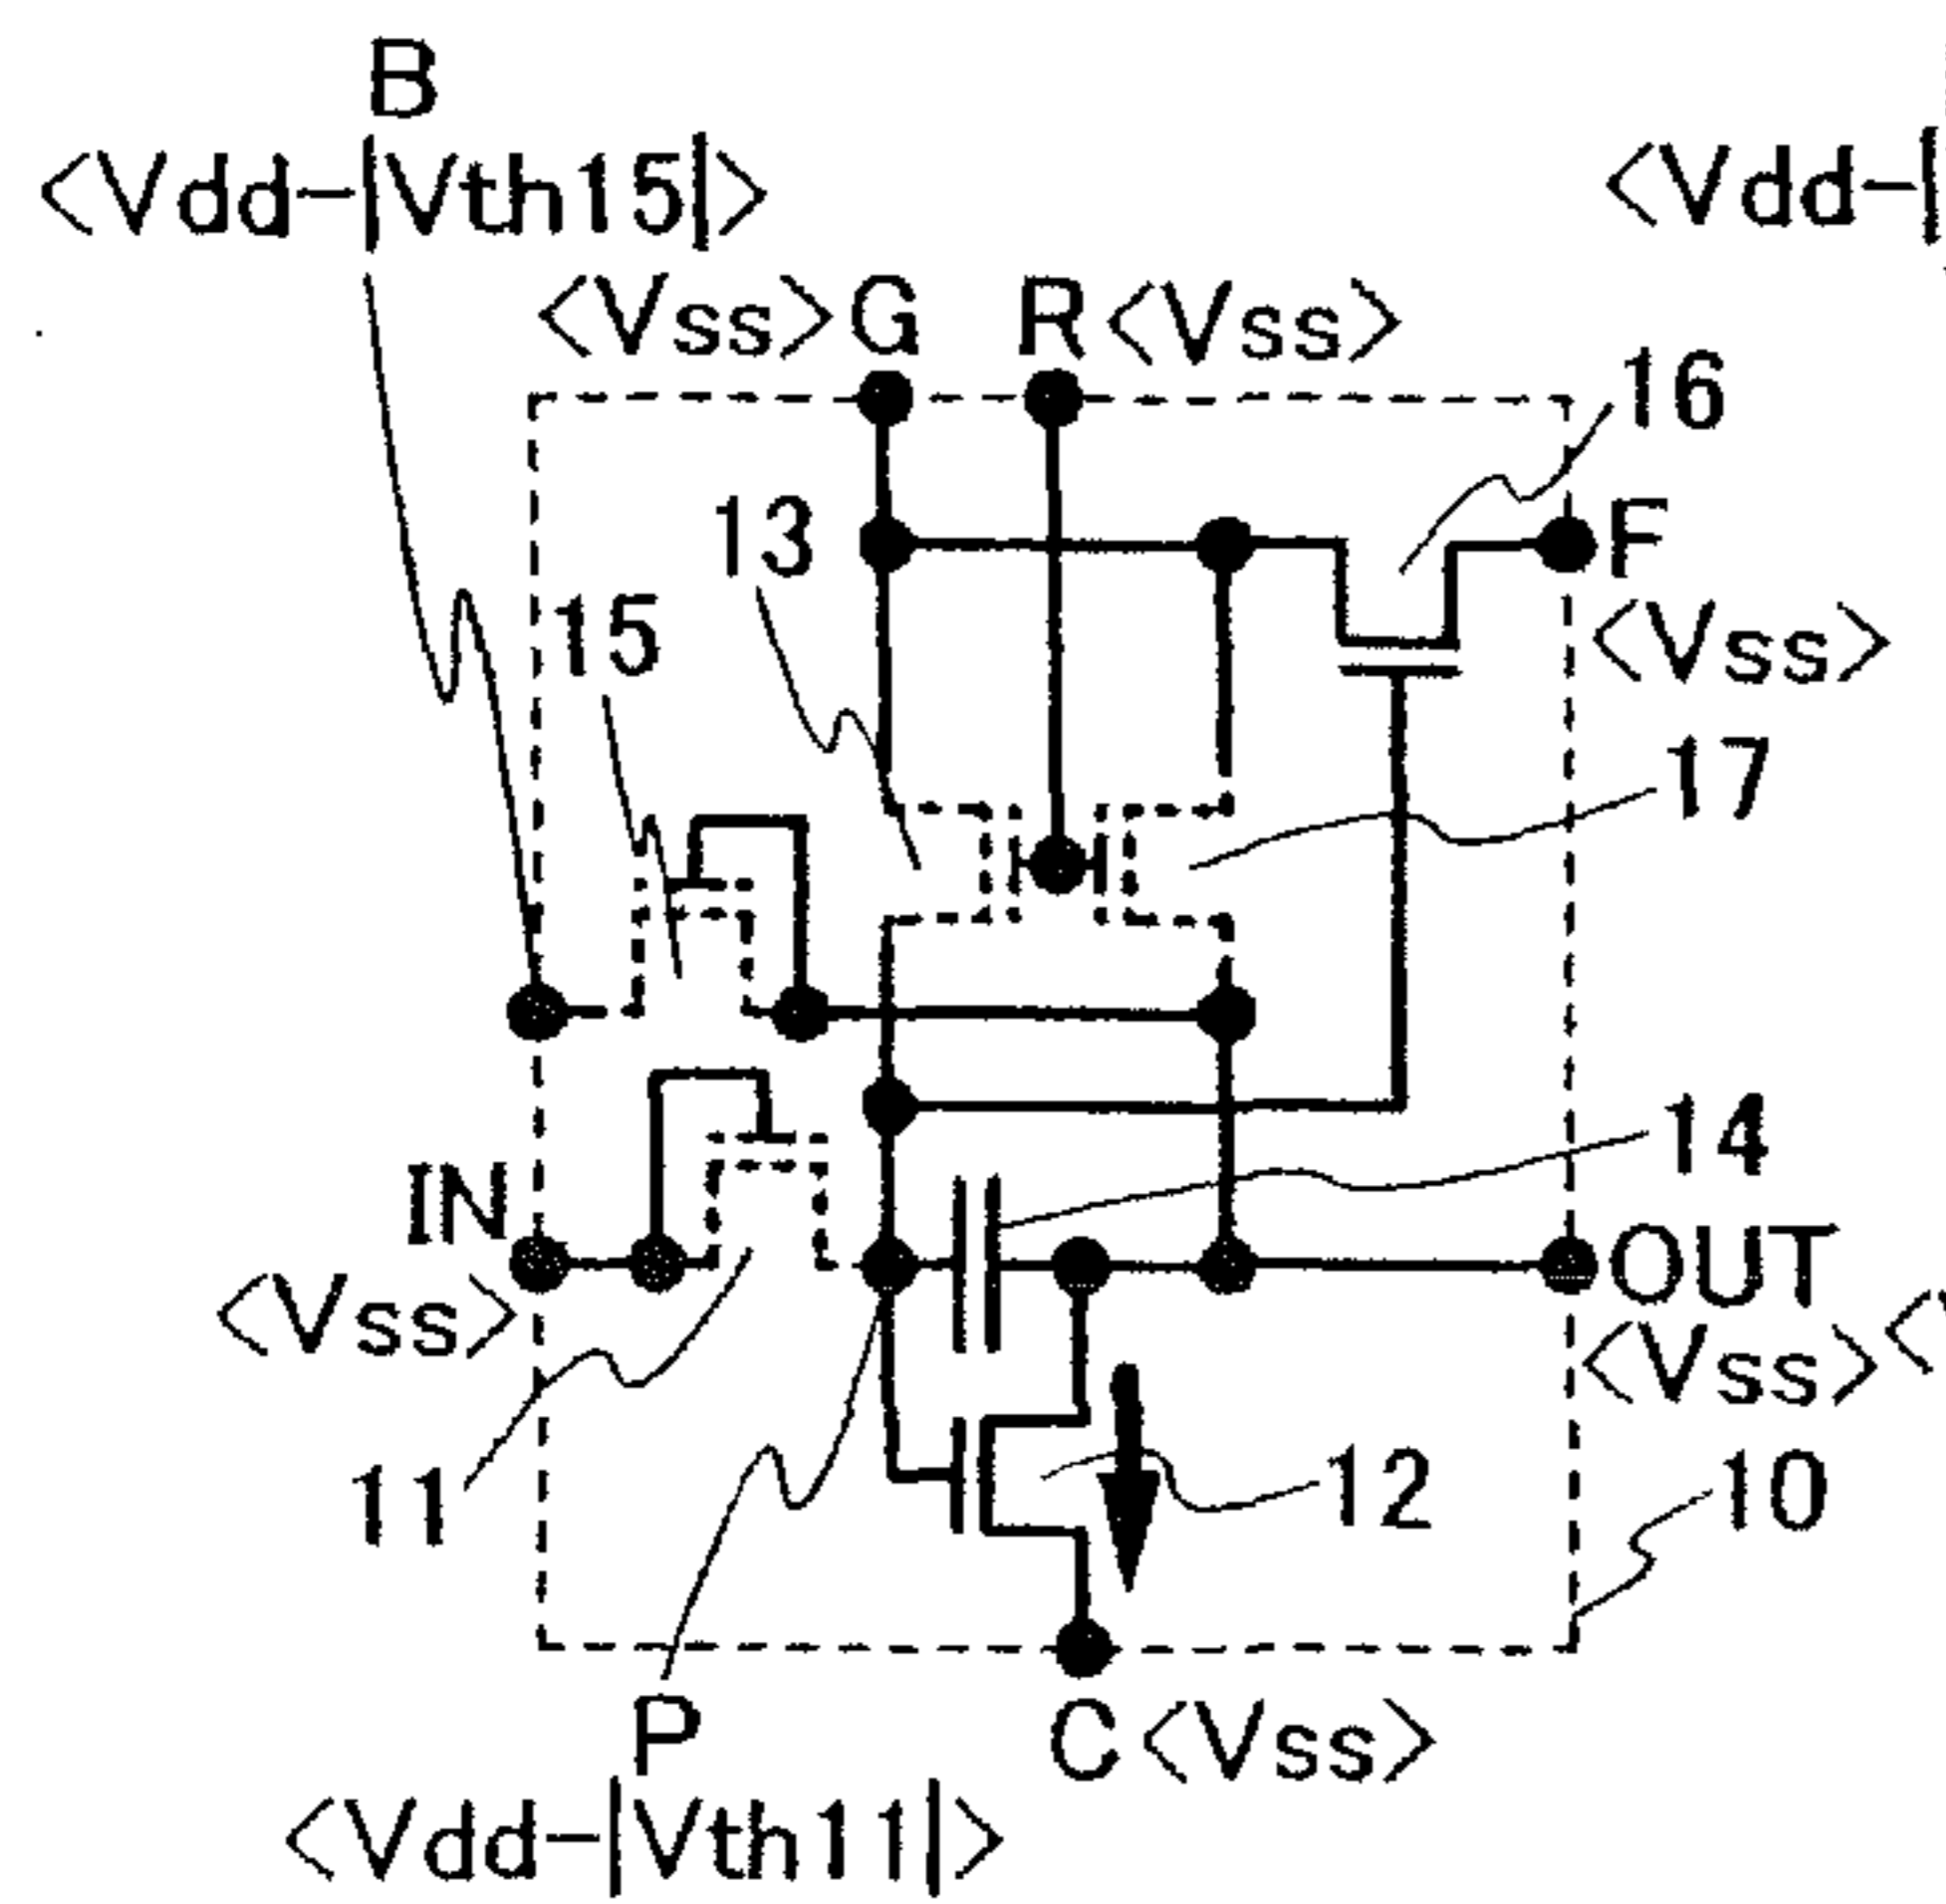 B
<Vdd-|Vth15|>
<Vdd-|
<Vss>G R<Vss>
16
13
F
15
<Vss>
17
14
IN
OUT
<Vss>
<Vss>
11
12
10
P
C<Vss>
<Vdd-|Vth11|>